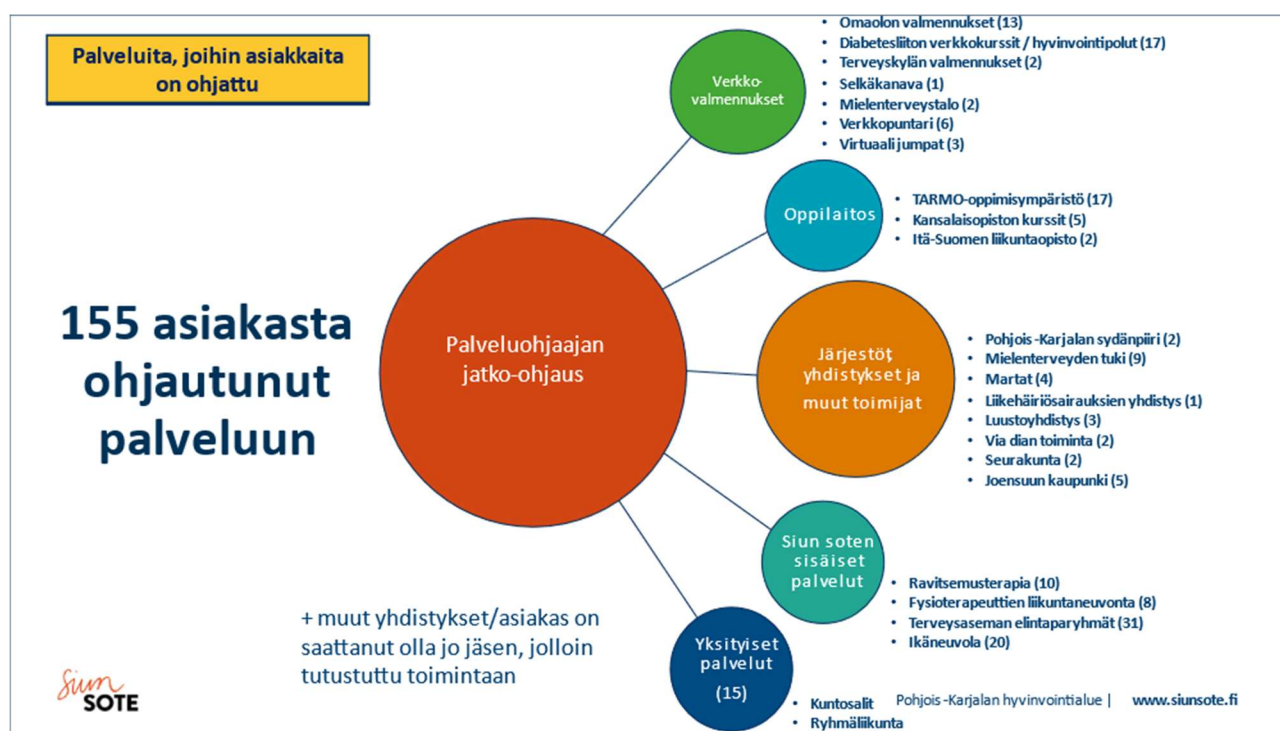 Palveluita, joihin asiakkaita
on ohjattu
155 asiakasta
ohjautunut
palveluun
Palveluohjaajan
jatko-ohjaus
Verkko-
valmennukset
• Omaolon valmennukset (13)
• Diabetesliiton verkkokurssit / hyvinvointipolut (17)
• Terveyskylän valmennukset (2)
• Selkäkanava (1)
• Mielenterveystalo (2)
• Verkkopuntari (6)
• Virtuaali jumpat (3)
Oppilaitos
• TARMO-oppimisympäristö (17)
• Kansalaisopiston kurssit (5)
• Itä-Suomen liikuntaopisto (2)
Järjestöt,
yhdistykset ja
muut toimijat
• Pohjois-Karjalan sydänpiiri (2)
• Mielenterveyden tuki (9)
• Martat (4)
• Liikehäiriösairauksien yhdistys (1)
• Luustoyhdistys (3)
• Via dian toiminta (2)
• Seurakunta (2)
• Joensuun kaupunki (5)
Siun soten
sisäiset
palvelut
• Ravitsemusterapia (10)
• Fysioterapeuttien liikuntaneuvonta (8)
• Terveysaseman elintaparyhmät (31)
• Ikäneuvola (20)
Yksityiset
palvelut
(15)
• Kuntosalit
• Ryhmäliikunta
+ muut yhdistykset/asiakas on
saattanut olla jo jäsen, jolloin
tutustuttu toimintaan
Siun
SOTE
Pohjois-Karjalan hyvinvointialue | www.siunsote.fi